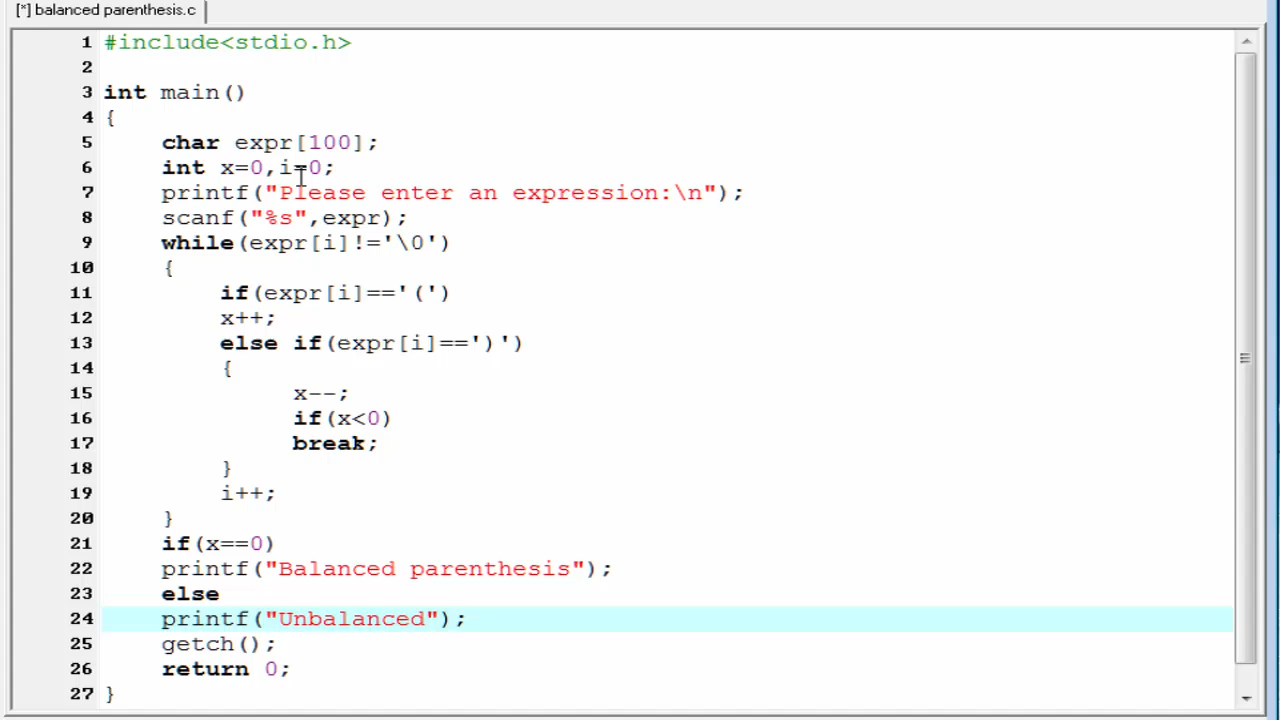 [*] balanced parenthesis.c
1 #include<stdio.h>
2
3 int main()
4 {
5 char expr[100];
6 int x=0,i=0;
7 printf("Please enter an expression:\n");
8 scanf("%s",expr);
9 while(expr[i]!='\0')
10 {
11 if(expr[i]=='(')
12 x++;
13 else if(expr[i]==')')
14 {
15 x--;
16 if(x<0)
17 break;
18 }
19 i++;
20 }
21 if(x==0)
22 printf("Balanced parenthesis");
23 else
24 printf("Unbalanced");
25 getch();
26 return 0;
27 }